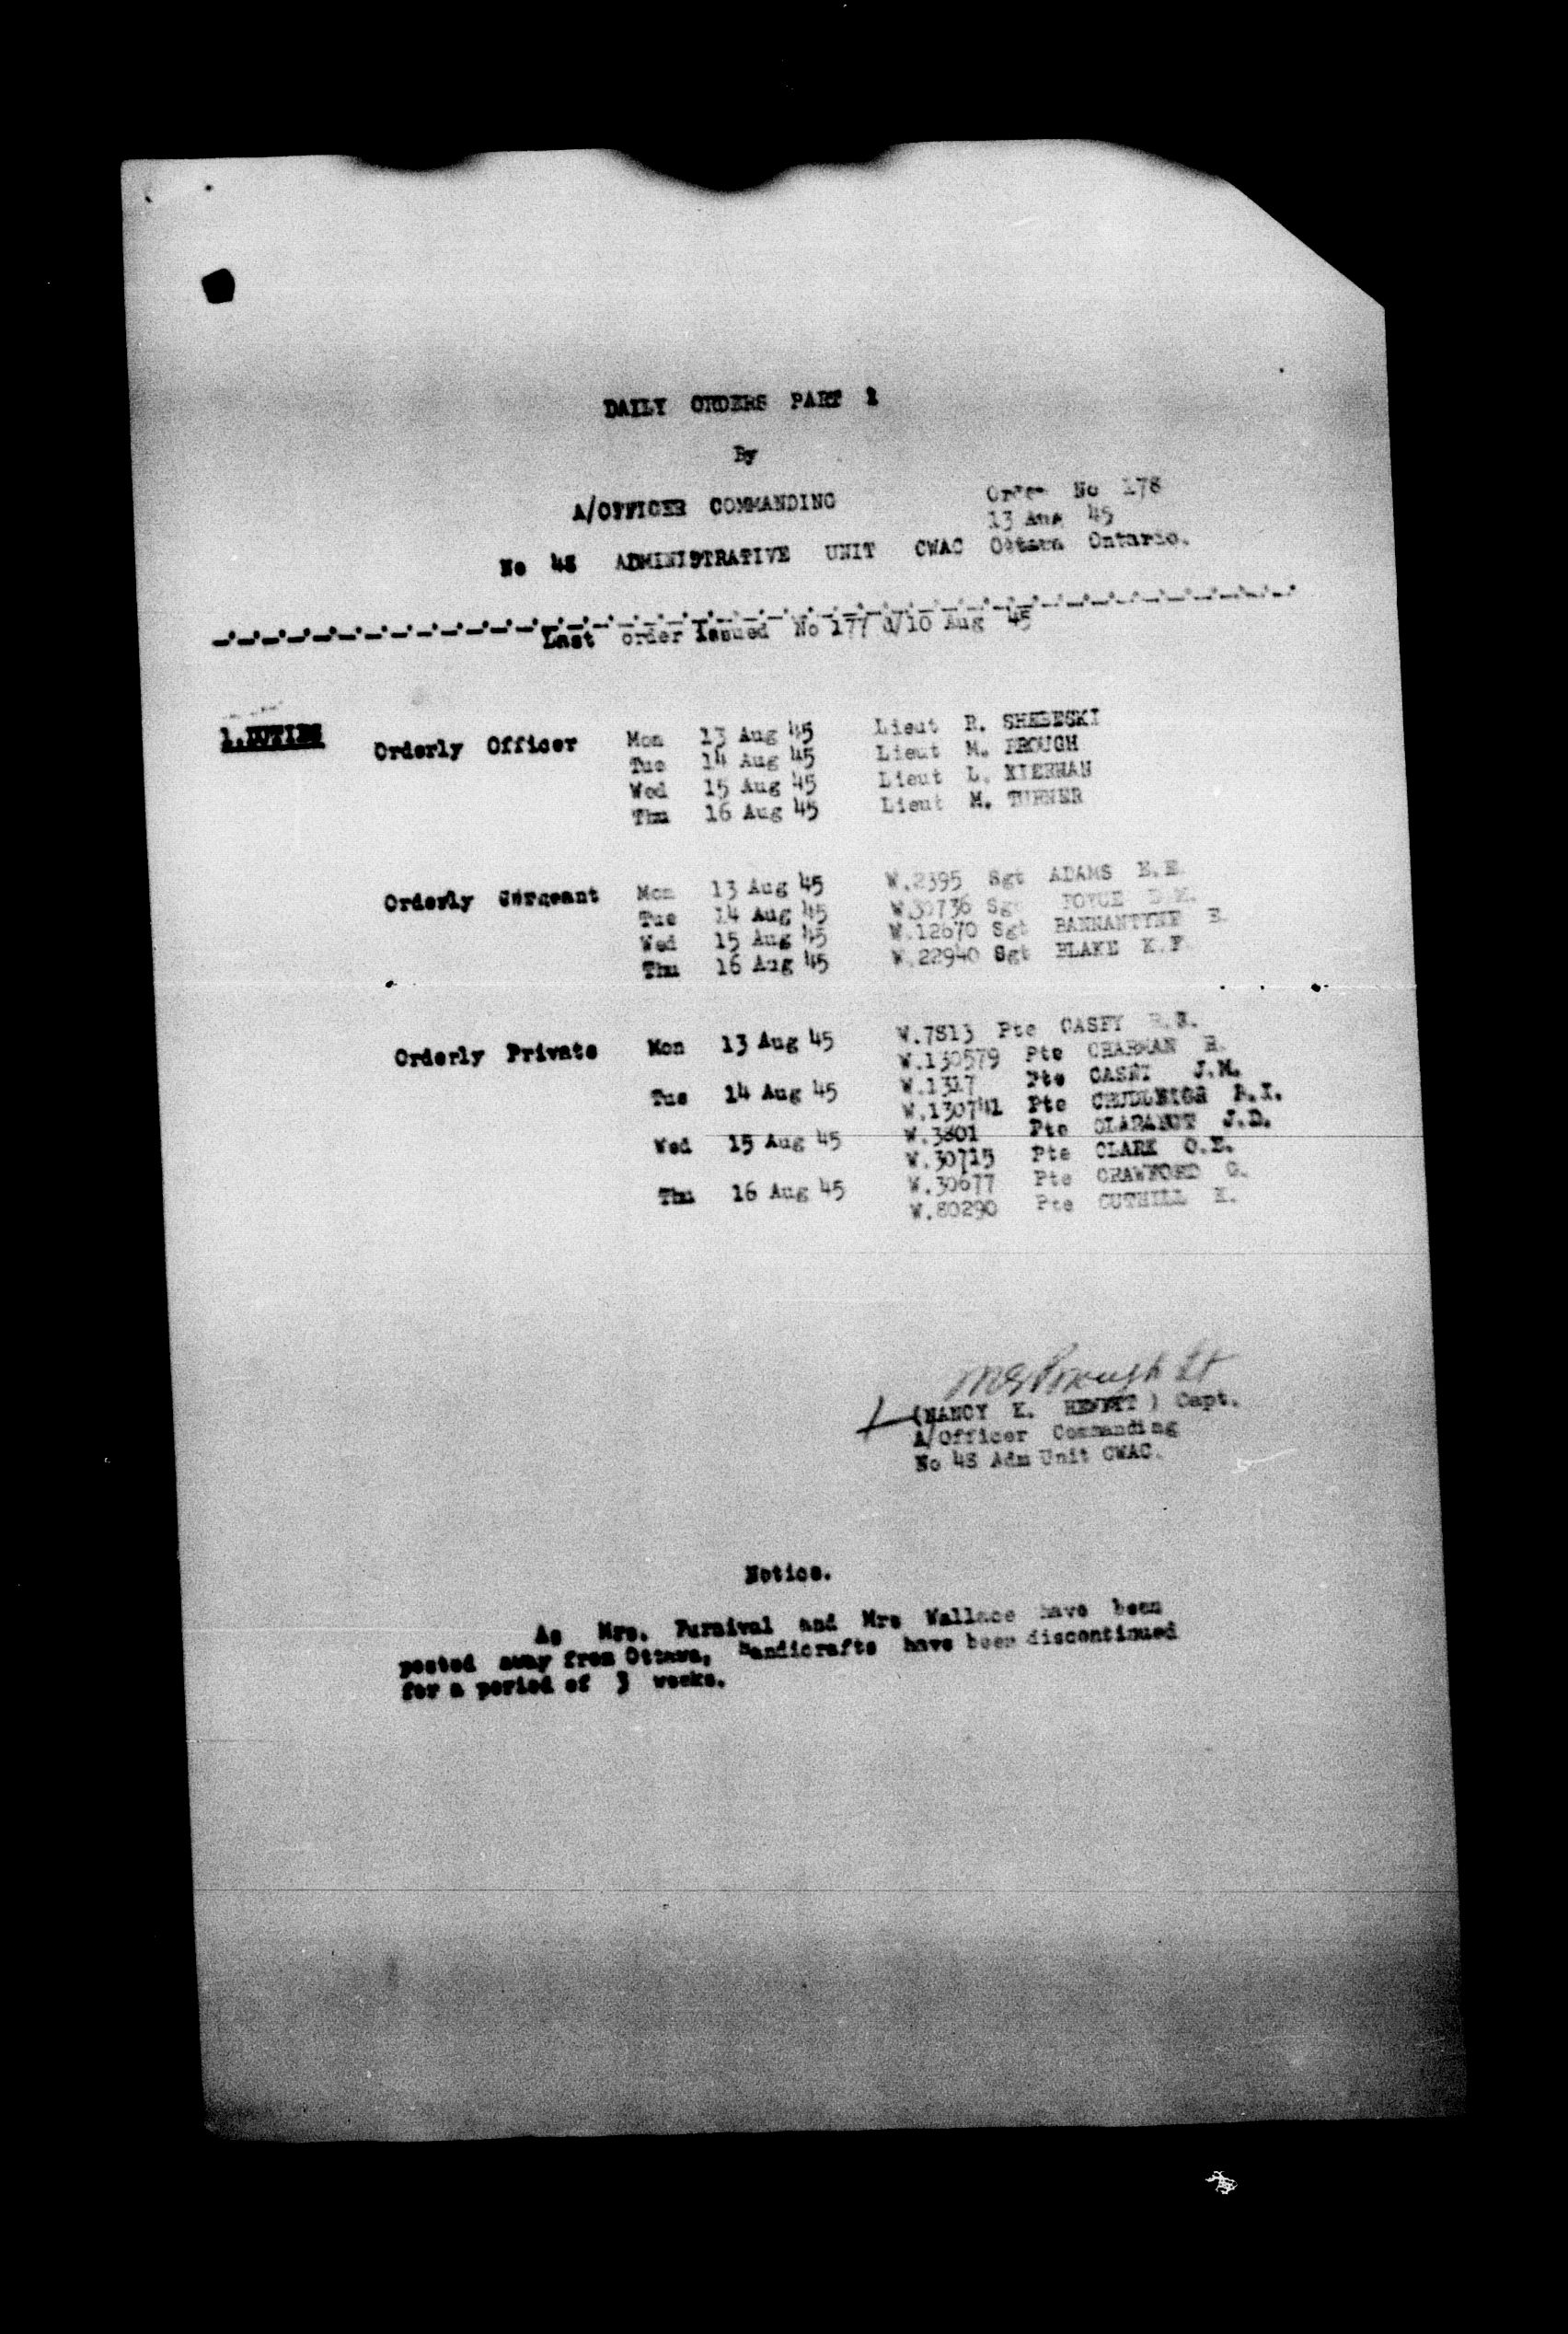 DAILY ORDERS PART 1
By
A/OFFICER COMMANDING
Order No 178
13 Aug 45
No 48 ADMINISTRATIVE UNIT CWAC Ottawa Ontario.
Last order Issued No 177 d/10 Aug 45
1.DUTIES
Orderly Officer Mon 13 Aug 45 Lieut R. SHEBESKI
Tue 14 Aug 45 Lieut M. PROUGH
Wed 15 Aug 45 Lieut L. KIERNAN
Thu 16 Aug 45 Lieut M. TURNER
Orderly Sergeant Mon 13 Aug 45 W.2395 Sgt ADAMS E.E.
Tue 14 Aug 45 W.30736 Sgt
Wed 15 Aug 45 W.12670 Sgt BANNANTYNE E.
Thu 16 Aug 45 W.22940 Sgt BLAKE K.F.
Orderly Private Mon 13 Aug 45 W.7813 Pte CASEY
W.130579 Pte CHARMAN H.
Tue 14 Aug 45 W.1317 Pte CASEY J.M.
W.130741 Pte CHUDLEIGH R.I.
Wed 15 Aug 45 W.3801 Pte J.D.
W.30715 Pte CLARK O.E.
Thu 16 Aug 45 W.30677 Pte CRAWFORD G.
W.80290 Pte CUTHILL K.
Lt
(NANCY K. HEWITT ) Capt.
A/Officer Commanding
No 48 Adm Unit CWAC.
Notice.
As Mrs. Furnival and Mrs Wallace have been
posted away from Ottawa, Handicrafts have been discontinued
for a period of 3 weeks.